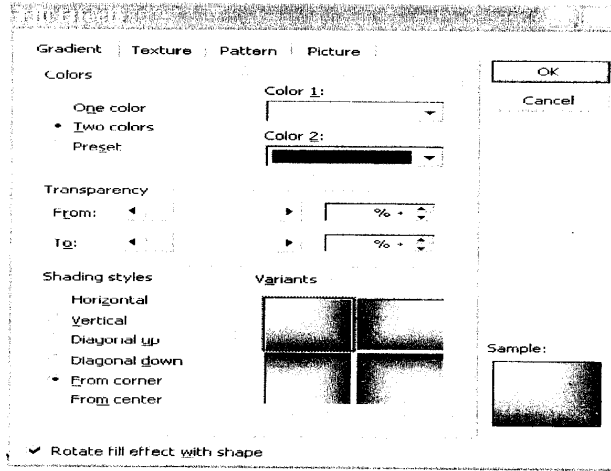 Gradient Texture Pattern Picture
Colors
One color
Two colors
Preset
Color 1:
Color 2:
OK
Cancel
Transparency
From: %
To: %
Shading styles
Horizontal
Vertical
Diagonal up
Diagonal down
From corner
From center
Variants
Sample:
Rotate fill effect with shape